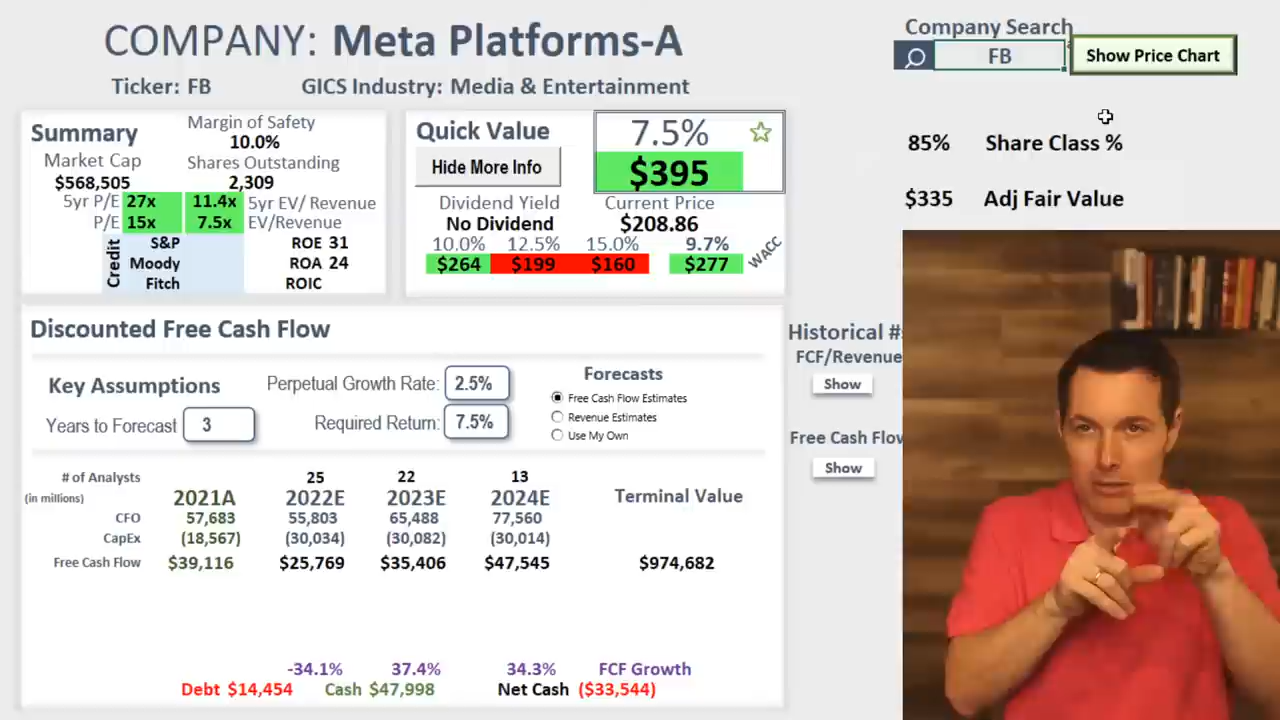 COMPANY: Meta Platforms-A
Ticker: FB GICS Industry: Media & Entertainment
Company Search
FB
Show Price Chart
85% Share Class %
$335 Adj Fair Value
Summary
Margin of Safety
10.0%
Market Cap
$568,505
Shares Outstanding
2,309
5yr P/E 27x 11.4x 5yr EV/ Revenue
P/E 15x 7.5x EV/Revenue
Credit
S&P
Moody
Fitch
ROE 31
ROA 24
ROIC
Quick Value
Hide More Info
7.5%
$395
Dividend Yield
No Dividend
Current Price
$208.86
10.0% 12.5% 15.0% 9.7%
$264 $199 $160 $277
WACC
Discounted Free Cash Flow
Key Assumptions
Years to Forecast 3
Perpetual Growth Rate: 2.5%
Required Return: 7.5%
Forecasts
Free Cash Flow Estimates
Revenue Estimates
Use My Own
# of Analysts 25 22 13
(in millions) 2021A 2022E 2023E 2024E Terminal Value
CFO 57,683 55,803 65,488 77,560
CapEx (18,567) (30,034) (30,082) (30,014)
Free Cash Flow $39,116 $25,769 $35,406 $47,545 $974,682
-34.1% 37.4% 34.3% FCF Growth
Debt $14,454 Cash $47,998 Net Cash ($33,544)
Historical #
FCF/Revenue
Show
Free Cash Flow
Show